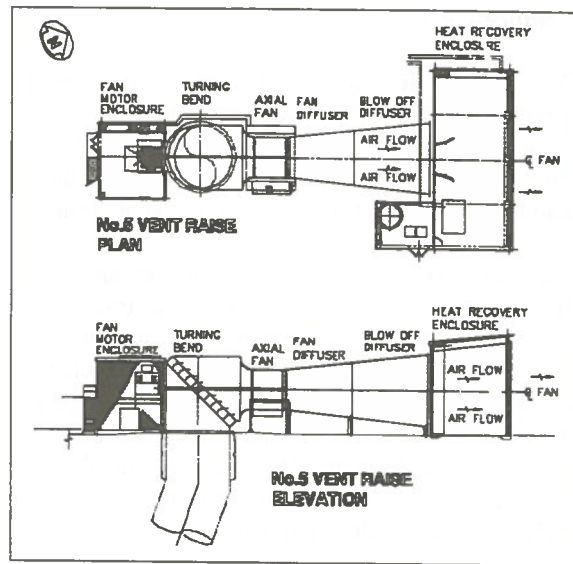 N
HEAT RECOVERY
ENCLOSURE
FAN
MOTOR
ENCLOSURE
TURNING
BEND
AXIAL
FAN
FAN
DIFFUSER
BLOW OFF
DIFFUSER
AIR FLOW
AIR FLOW
℄ FAN
No.5 VENT RAISE
PLAN
HEAT RECOVERY
ENCLOSURE
FAN
MOTOR
ENCLOSURE
TURNING
BEND
AXIAL
FAN
FAN
DIFFUSER
BLOW OFF
DIFFUSER
AIR FLOW
AIR FLOW
℄ FAN
No.5 VENT RAISE
ELEVATION